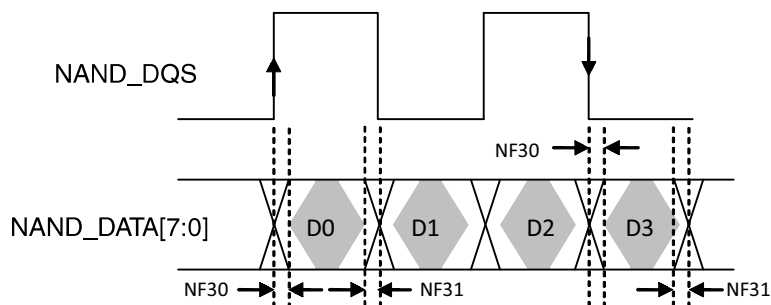 NAND_DQS
NF30
NAND_DATA[7:0]
D0
D1
D2
D3
NF30
NF31
NF31